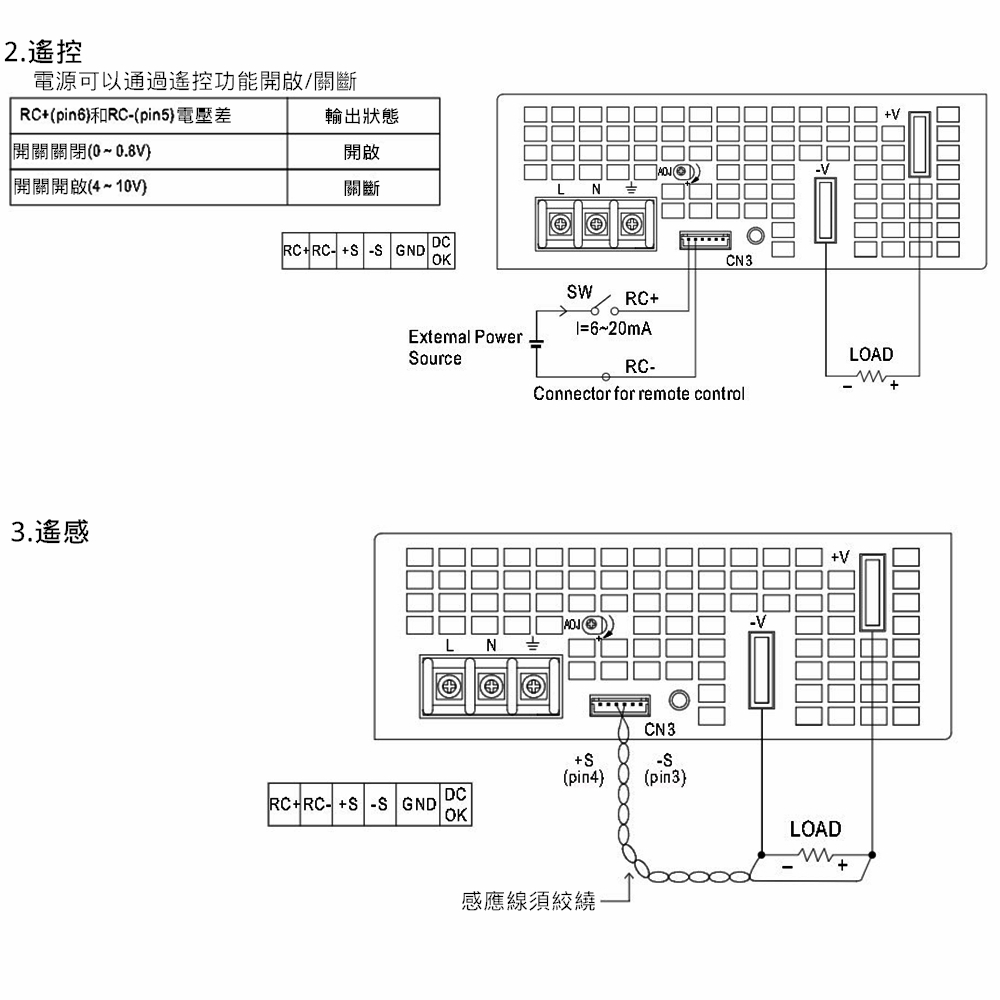 2.遙控
電源可以通過遙控功能開啟/關斷
RC+(pin6)和RC-(pin5)電壓差 輸出狀態
開關關閉(0~0.8V) 開啟
開關開啟(4~10V) 關斷
RC+ RC- +S -S GND DC OK
+V
-V
ADJ
+
L N
CN3
SW RC+
I=6~20mA
External Power
Source
RC-
Connector for remote control
LOAD
- +
3.遙感
+V
-V
ADJ
+
L N
CN3
+S
(pin4)
-S
(pin3)
RC+ RC- +S -S GND DC OK
LOAD
- +
感應線須絞繞